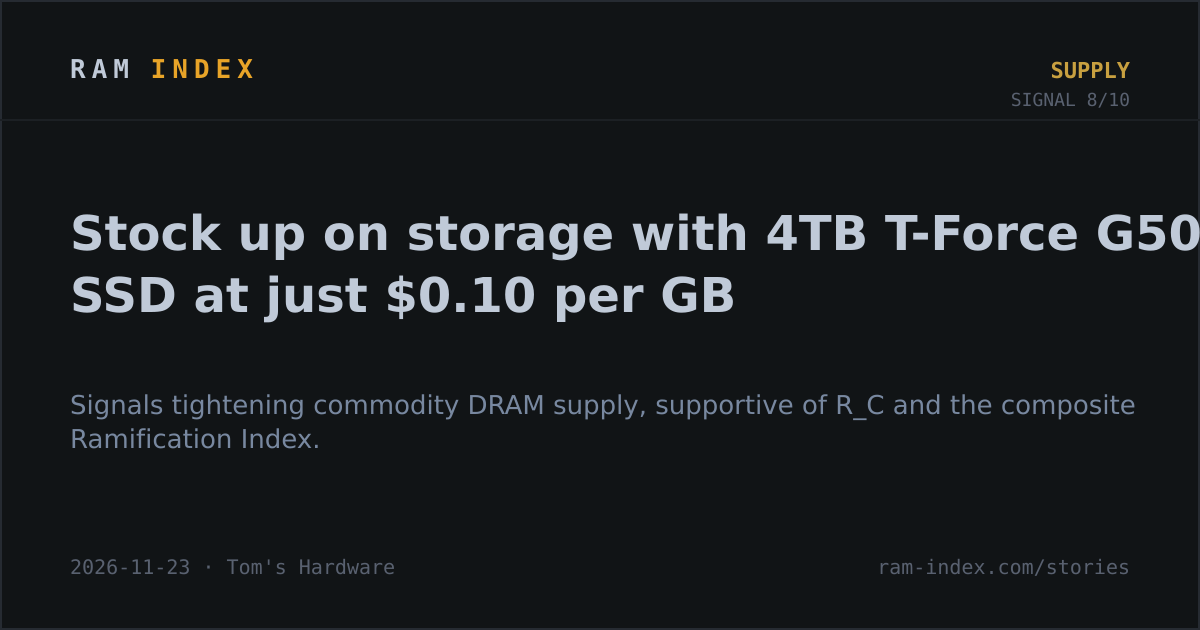 RAM INDEX
SUPPLY
SIGNAL 8/10
Stock up on storage with 4TB T-Force G50
SSD at just $0.10 per GB
Signals tightening commodity DRAM supply, supportive of R_C and the composite
Ramification Index.
2026-11-23 · Tom's Hardware
ram-index.com/stories